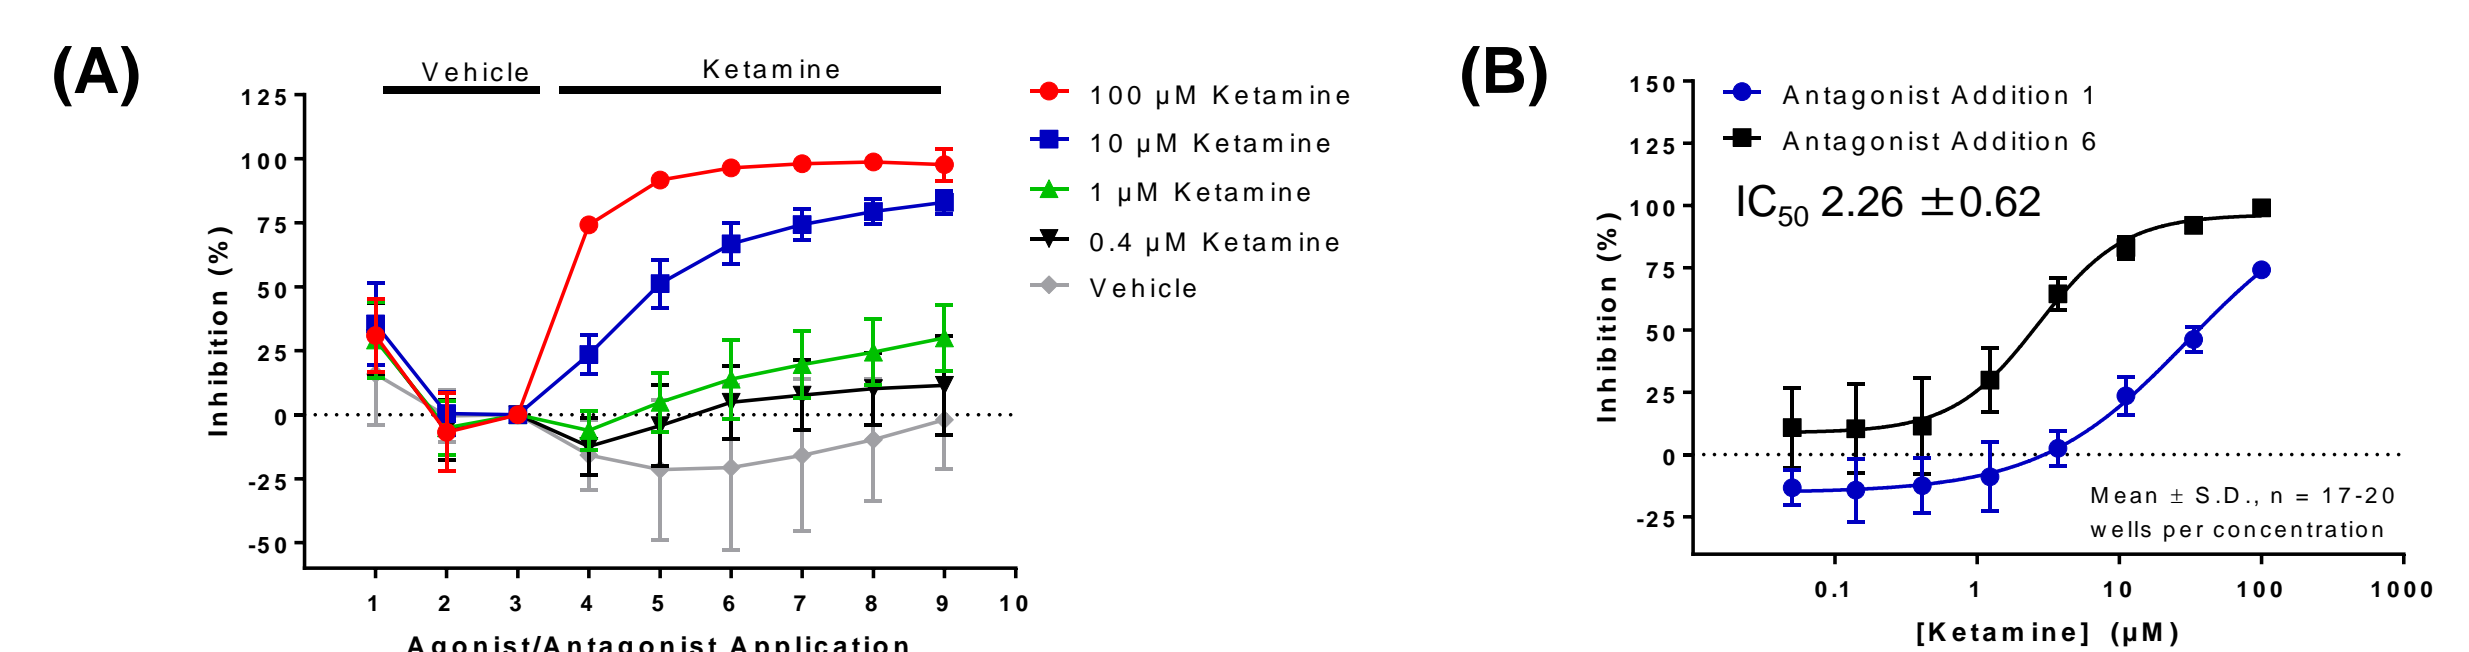 (A)
Vehicle
Ketamine
125
100
75
50
25
0
-25
-50
Inhibition (%)
1 2 3 4 5 6 7 8 9 10
Agonist/Antagonist Application
100 µM Ketamine
10 µM Ketamine
1 µM Ketamine
0.4 µM Ketamine
Vehicle
(B)
150
125
100
75
50
25
0
-25
Inhibition (%)
Antagonist Addition 1
Antagonist Addition 6
IC50 2.26 ±0.62
Mean ± S.D., n = 17-20
wells per concentration
0.1 1 10 100 1000
[Ketamine] (µM)